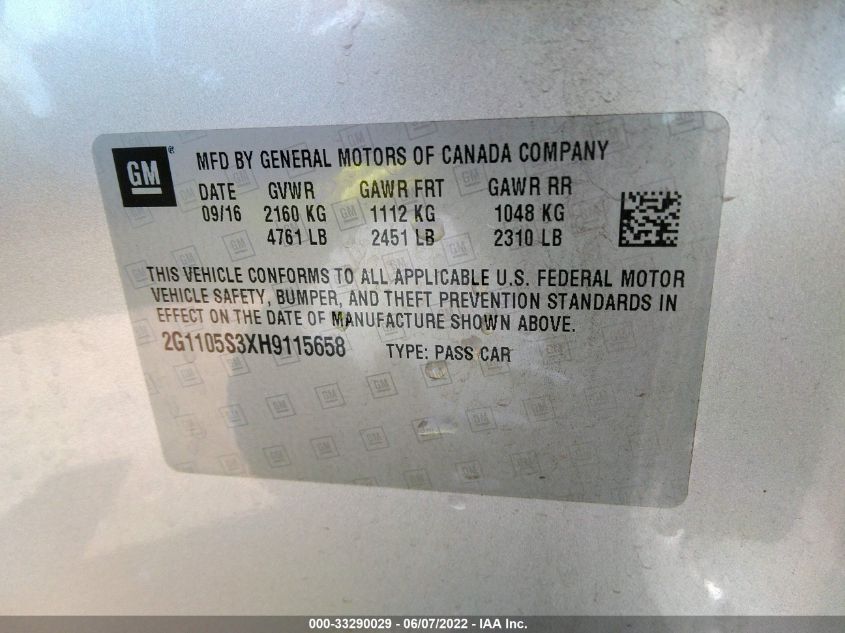 GM ® MFD BY GENERAL MOTORS OF CANADA COMPANY
DATE GVWR GAWR FRT GAWR RR
09/16 2160 KG 1112 KG 1048 KG
4761 LB 2451 LB 2310 LB
THIS VEHICLE CONFORMS TO ALL APPLICABLE U.S. FEDERAL MOTOR
VEHICLE SAFETY, BUMPER, AND THEFT PREVENTION STANDARDS IN
EFFECT ON THE DATE OF MANUFACTURE SHOWN ABOVE.
2G1105S3XH9115658 TYPE: PASS CAR
000-33290029 - 06/07/2022 - IAA Inc.